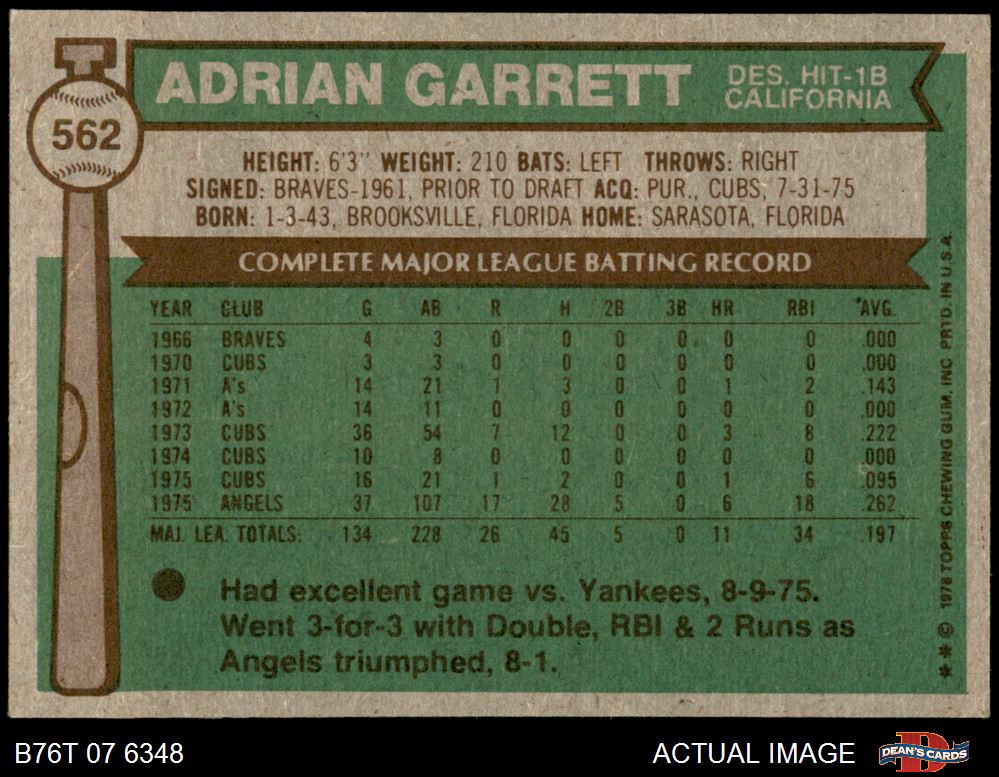 562
ADRIAN GARRETT
DES. HIT-1B
CALIFORNIA
HEIGHT: 6'3" WEIGHT: 210 BATS: LEFT THROWS: RIGHT
SIGNED: BRAVES-1961, PRIOR TO DRAFT ACQ: PUR., CUBS, 7-31-75
BORN: 1-3-43, BROOKSVILLE, FLORIDA HOME: SARASOTA, FLORIDA
COMPLETE MAJOR LEAGUE BATTING RECORD
YEAR CLUB G AB R H 2B 3B HR RBI AVG.
1966 BRAVES 4 3 0 0 0 0 0 0 .000
1970 CUBS 3 3 0 0 0 0 0 0 .000
1971 A's 14 21 1 3 0 0 1 2 .143
1972 A's 14 11 0 0 0 0 0 0 .000
1973 CUBS 36 54 7 12 0 0 3 8 .222
1974 CUBS 10 8 0 0 0 0 0 0 .000
1975 CUBS 16 21 1 2 0 0 1 6 .095
1975 ANGELS 37 107 17 28 5 0 6 18 .262
MAJ. LEA. TOTALS: 134 228 26 45 5 0 11 34 .197
Had excellent game vs. Yankees, 8-9-75.
Went 3-for-3 with Double, RBI & 2 Runs as
Angels triumphed, 8-1.
* * © 1976 TOPPS CHEWING GUM, INC. PRTD. IN U.S.A.
B76T 07 6348
ACTUAL IMAGE
D
DEAN'S CARDS